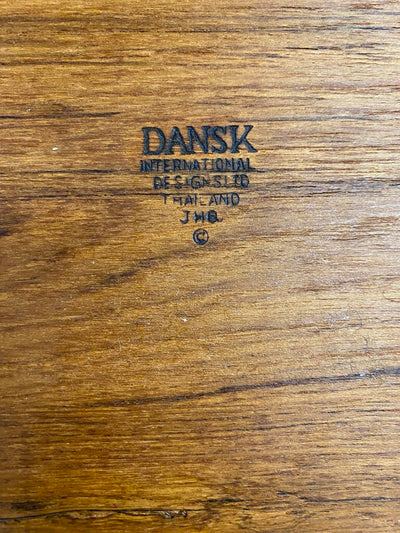 DANSK
INTERNATIONAL
DESIGNS LTD
THAILAND
JHQ
©